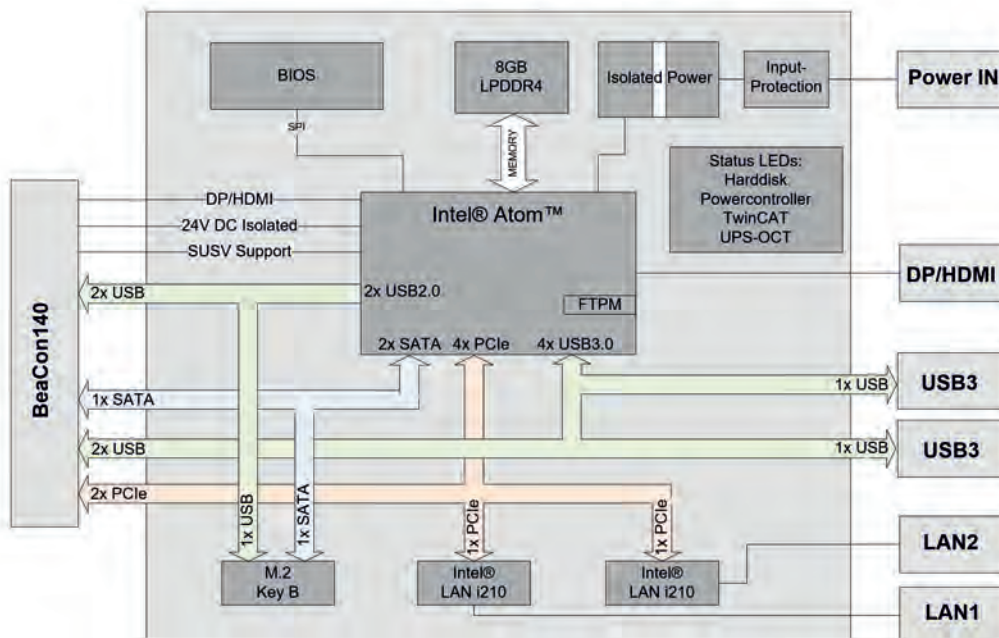 BIOS
8GB
LPDDR4
Isolated Power
Input-
Protection
Power IN
SPI
MEMORY
Status LEDs:
Harddisk
Powercontroller
TwinCAT
UPS-OCT
BeaCon140
DP/HDMI
24V DC Isolated
SUSV Support
Intel® Atom™
2x USB
2x USB2.0
FTPM
DP/HDMI
2x SATA
4x PCIe
4x USB3.0
1x SATA
1x USB
USB3
2x USB
1x USB
USB3
2x PCIe
1x USB
1x SATA
1x PCIe
1x PCIe
M.2
Key B
Intel®
LAN i210
Intel®
LAN i210
LAN2
LAN1